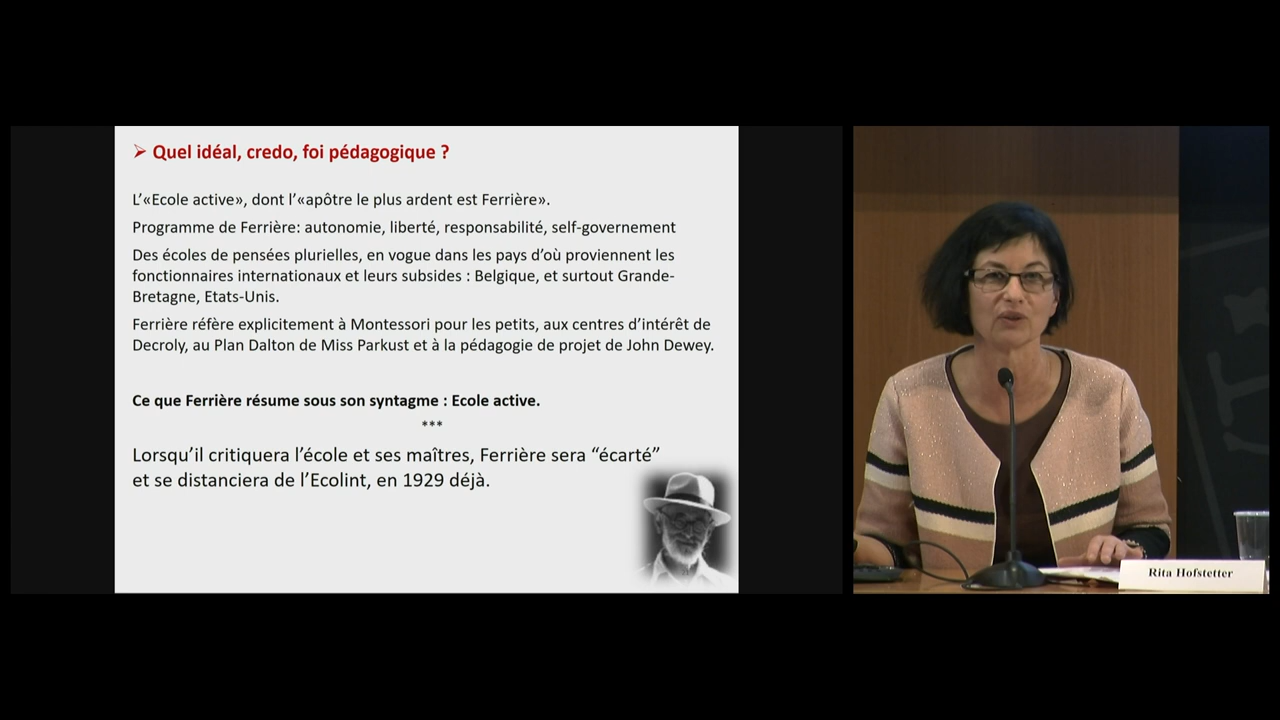 Quel idéal, credo, foi pédagogique ?
L’«Ecole active», dont l’«apôtre le plus ardent est Ferrière».
Programme de Ferrière: autonomie, liberté, responsabilité, self-governement
Des écoles de pensées plurielles, en vogue dans les pays d’où proviennent les
fonctionnaires internationaux et leurs subsides : Belgique, et surtout Grande-
Bretagne, Etats-Unis.
Ferrière réfère explicitement à Montessori pour les petits, aux centres d’intérêt de
Decroly, au Plan Dalton de Miss Parkust et à la pédagogie de projet de John Dewey.
Ce que Ferrière résume sous son syntagme : Ecole active.
***
Lorsqu’il critiquera l’école et ses maîtres, Ferrière sera “écarté”
et se distanciera de l’Ecolint, en 1929 déjà.
Rita Hofstetter